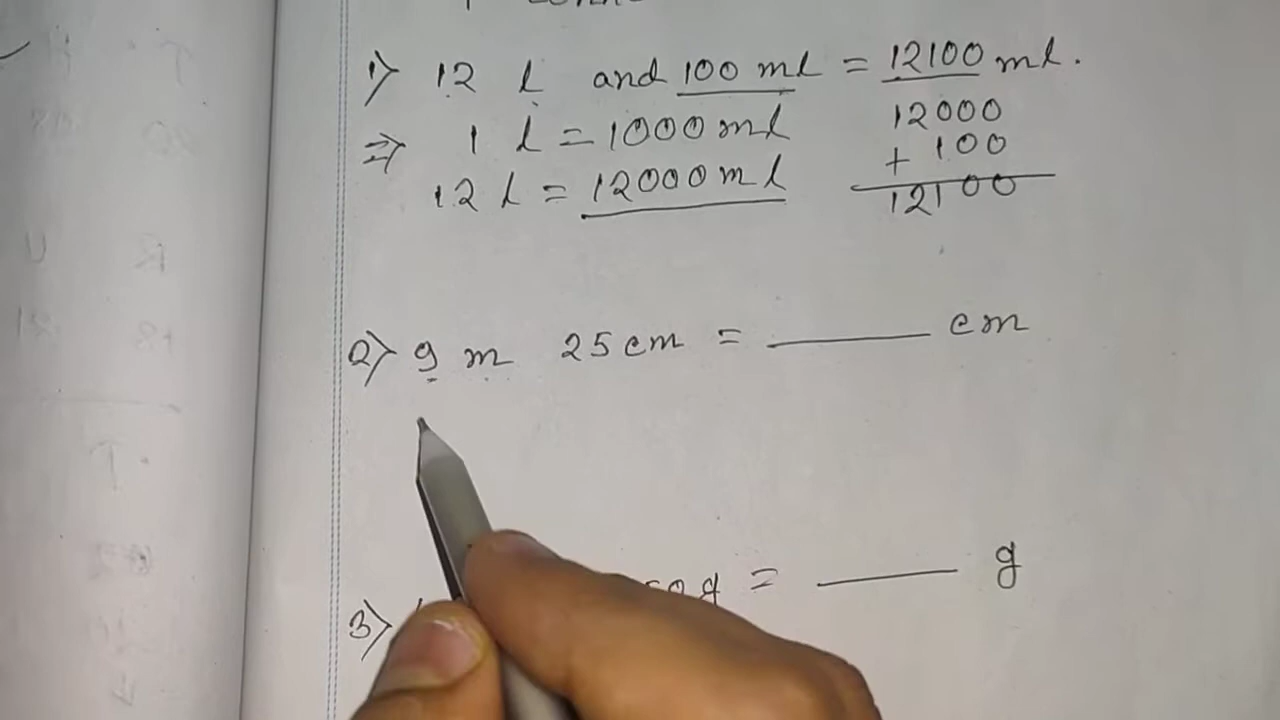 1) 12 l and 100 ml = 12100 ml.
⇒ 1 l = 1000 ml
12000
+ 100
12 l = 12000 ml
12100
2) 9 m 25 cm = ______ cm
3) = ______ g